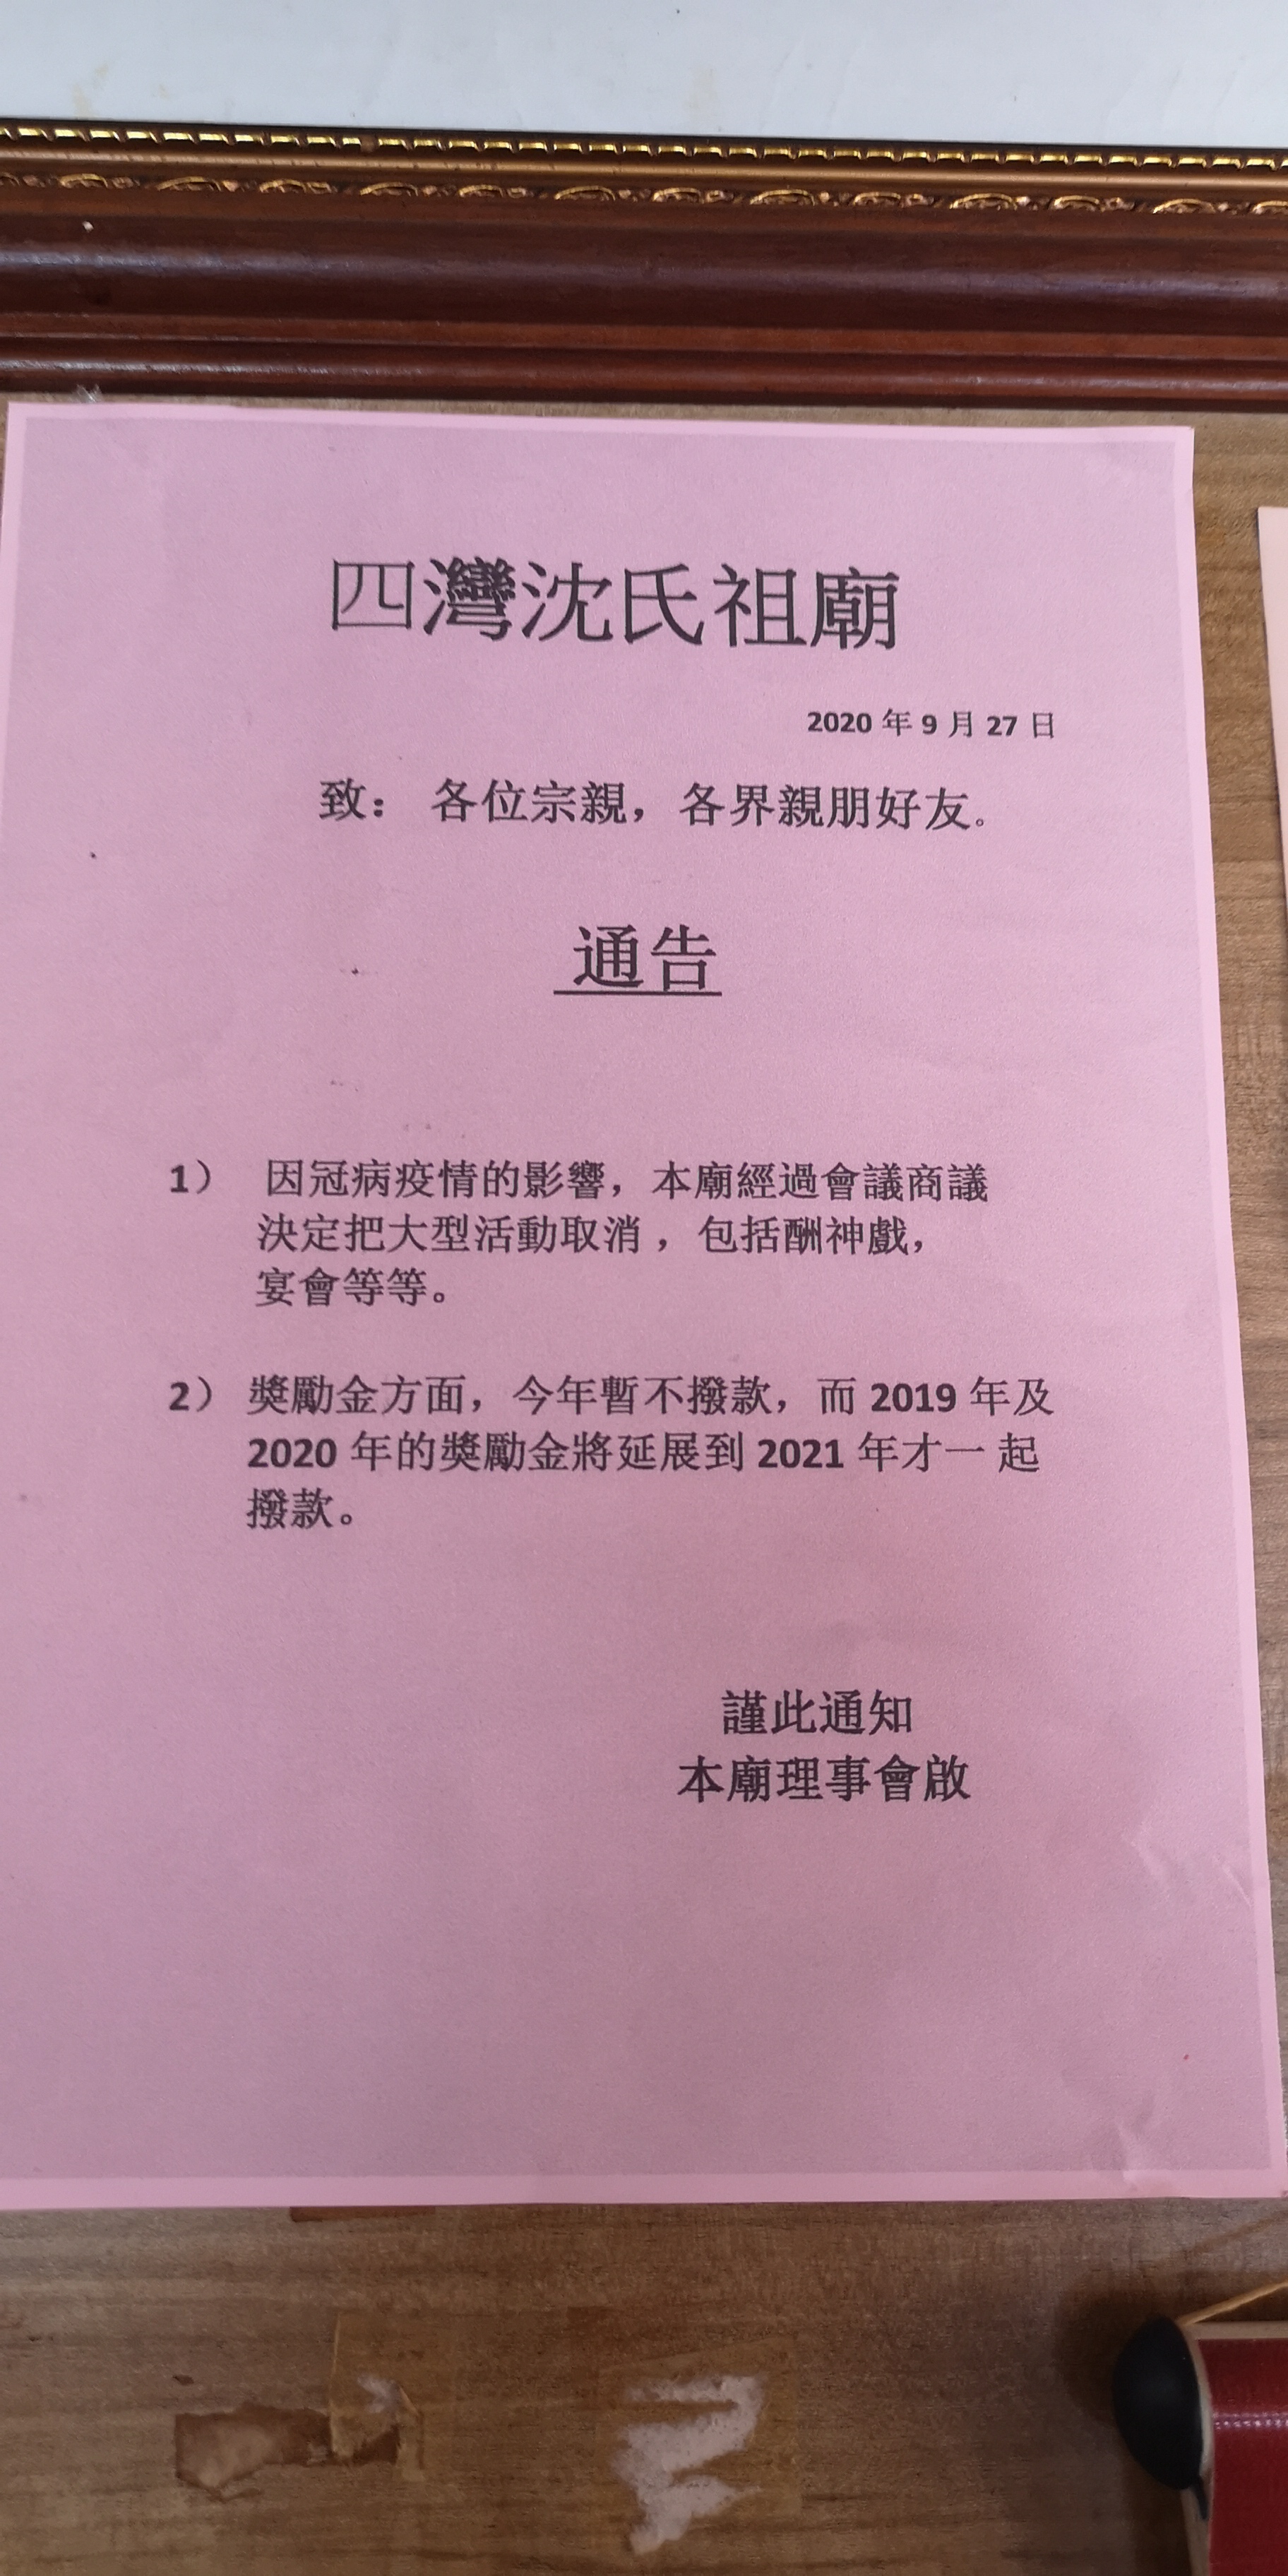 四灣沈氏祖廟
2020 年 9 月 27 日
致： 各位宗親，各界親朋好友。
通告
1） 因冠病疫情的影響，本廟經過會議商議
決定把大型活動取消 ，包括酬神戲，
宴會等等。
2） 獎勵金方面，今年暫不撥款，而 2019 年及
2020 年的獎勵金將延展到 2021 年才一 起
撥款。
謹此通知
本廟理事會啟